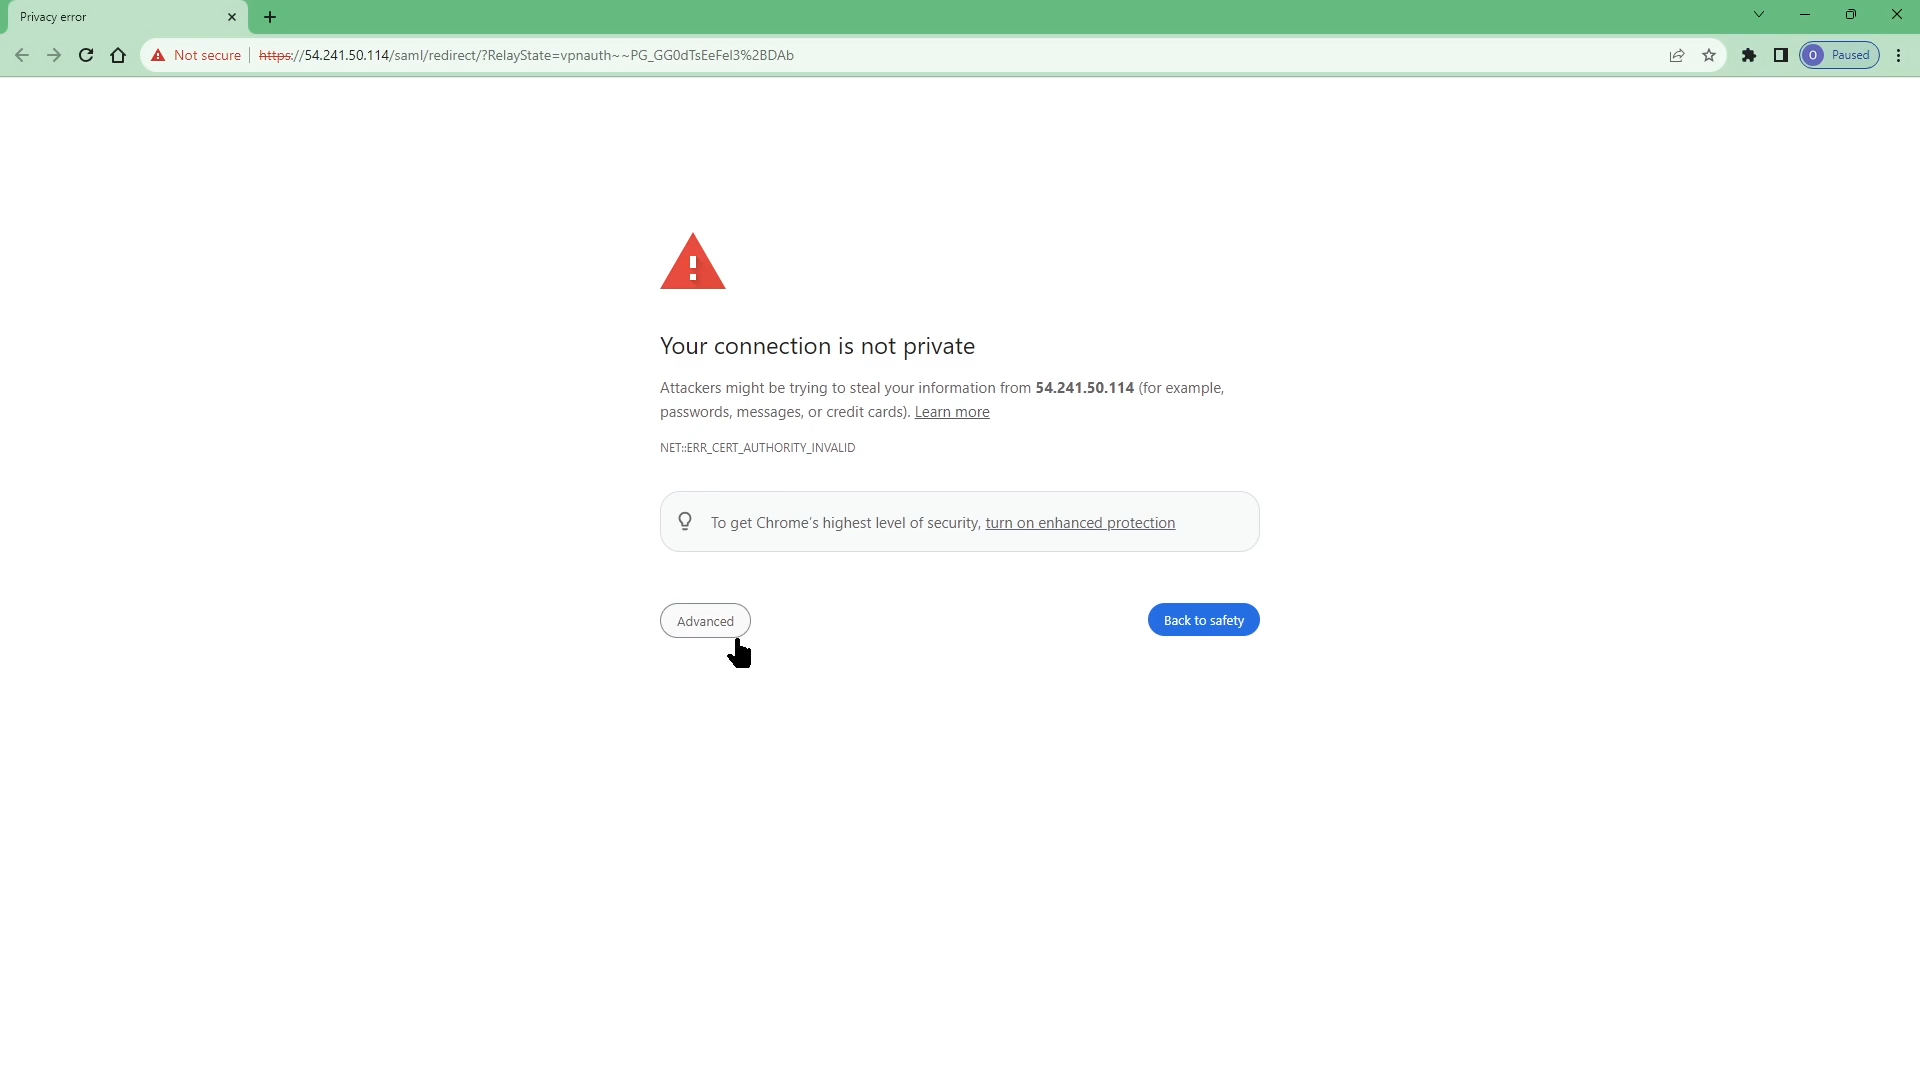 Privacy error
Not secure
https://54.241.50.114/saml/redirect/?RelayState=vpnauth~~PG_GG0dTsEeFel3%2BDAb
O
Paused
Your connection is not private
Attackers might be trying to steal your information from 54.241.50.114 (for example,
passwords, messages, or credit cards). Learn more
NET::ERR_CERT_AUTHORITY_INVALID
To get Chrome's highest level of security, turn on enhanced protection
Advanced
Back to safety